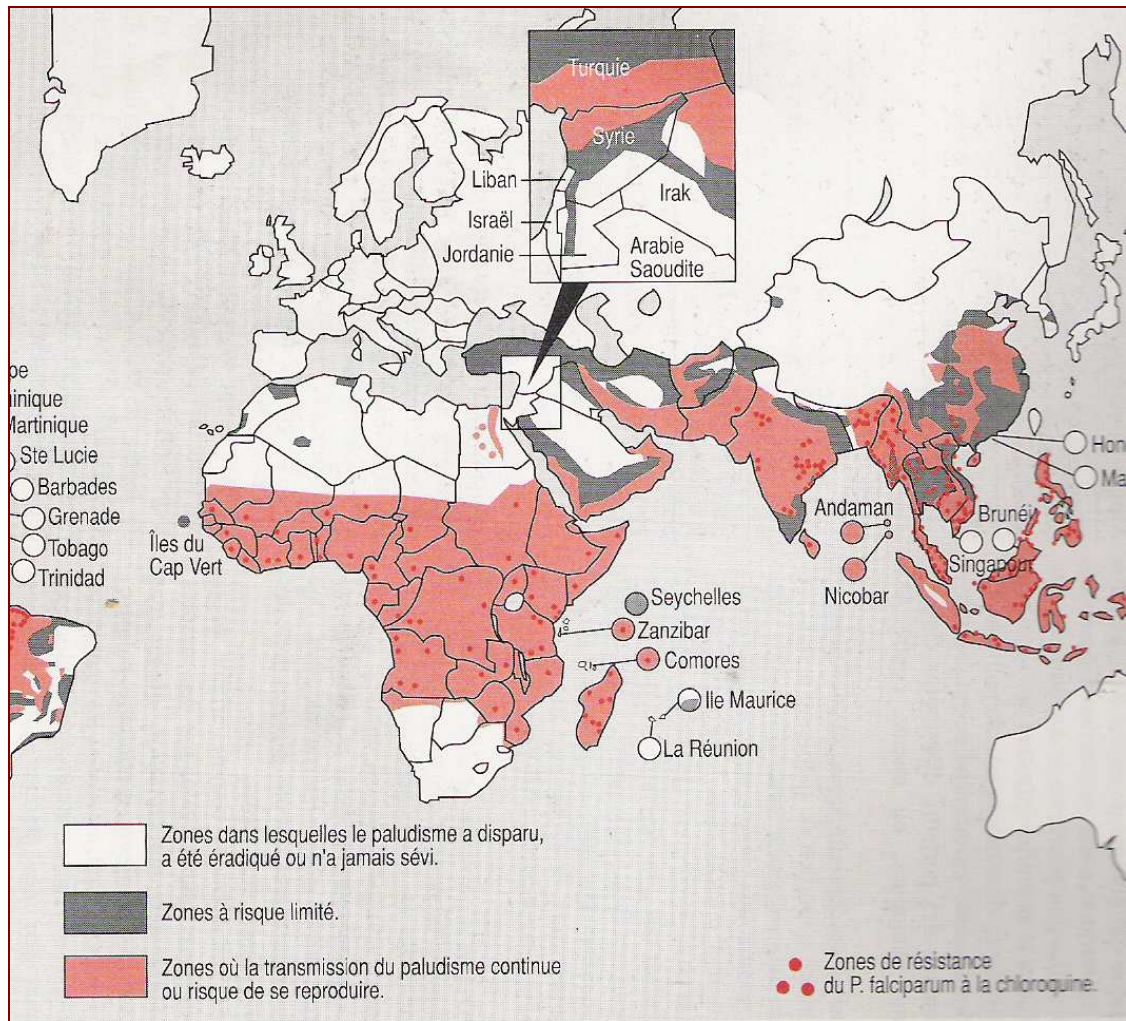 Turquie
Syrie
Liban
Israël
Irak
Jordanie
Arabie
Saoudite
Martinique
Ste Lucie
Barbades
Grenade
Tobago
Trinidad
Îles du
Cap Vert
Andaman
Brunéi
Singapour
Nicobar
Seychelles
Zanzibar
Comores
Ile Maurice
La Réunion
Zones dans lesquelles le paludisme a disparu,
a été éradiqué ou n'a jamais sévi.
Zones à risque limité.
Zones où la transmission du paludisme continue
ou risque de se reproduire.
Zones de résistance
du P. falciparum à la chloroquine.